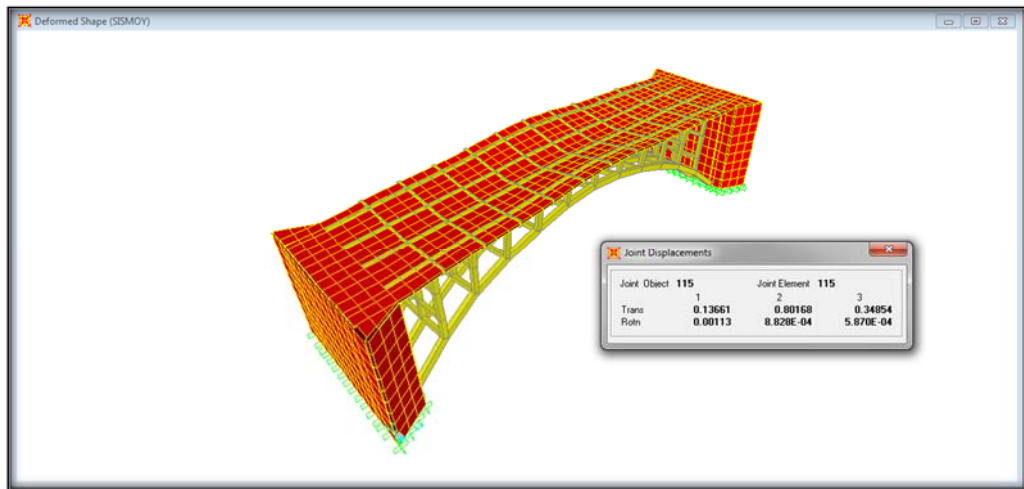 Deformed Shape (SISMOY)
Joint Displacements
Joint Object 115 Joint Element 115
1 2 3
Trans 0.13661 0.80168 0.34854
Rotn 0.00113 8.828E-04 5.870E-04